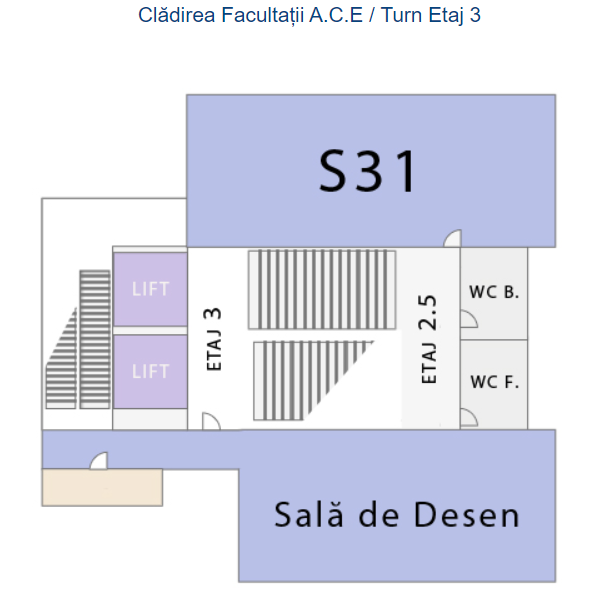 Clădirea Facultații A.C.E / Turn Etaj 3
S31
LIFT
LIFT
ETAJ 3
ETAJ 2.5
WC B.
WC F.
Sală de Desen